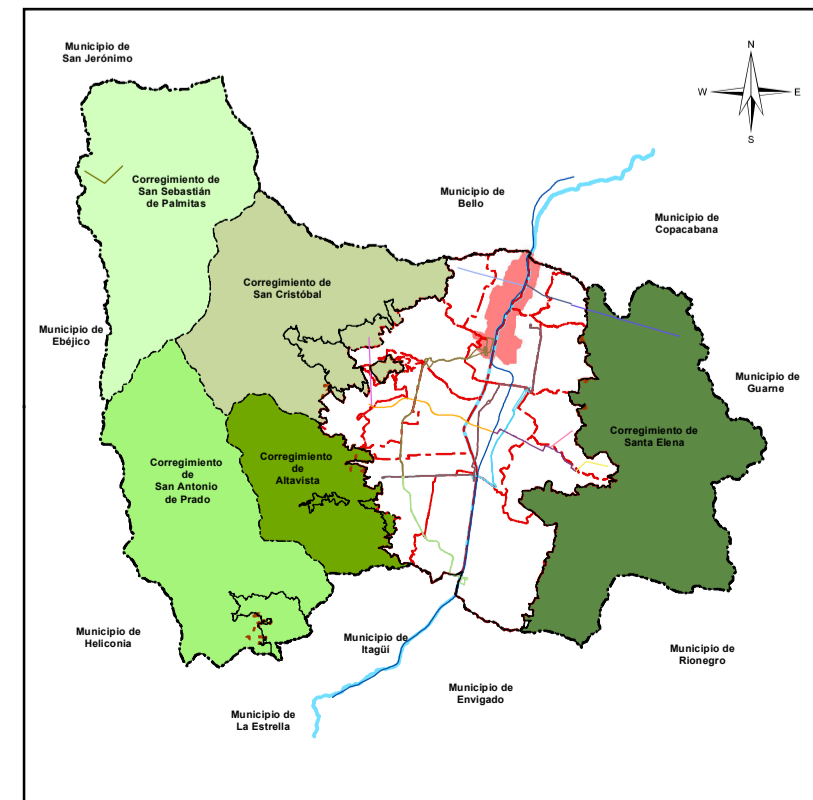 Municipio de
San Jerónimo
N
W
E
S
Corregimiento de
San Sebastián
de Palmitas
Municipio de
Bello
Municipio de
Copacabana
Corregimiento de
San Cristóbal
Municipio de
Ebéjico
Municipio de
Guarne
Corregimiento de
Santa Elena
Corregimiento
de
Altavista
Corregimiento
de
San Antonio
de Prado
Municipio de
Heliconia
Municipio de
Itagüí
Municipio de
Rionegro
Municipio de
Envigado
Municipio de
La Estrella